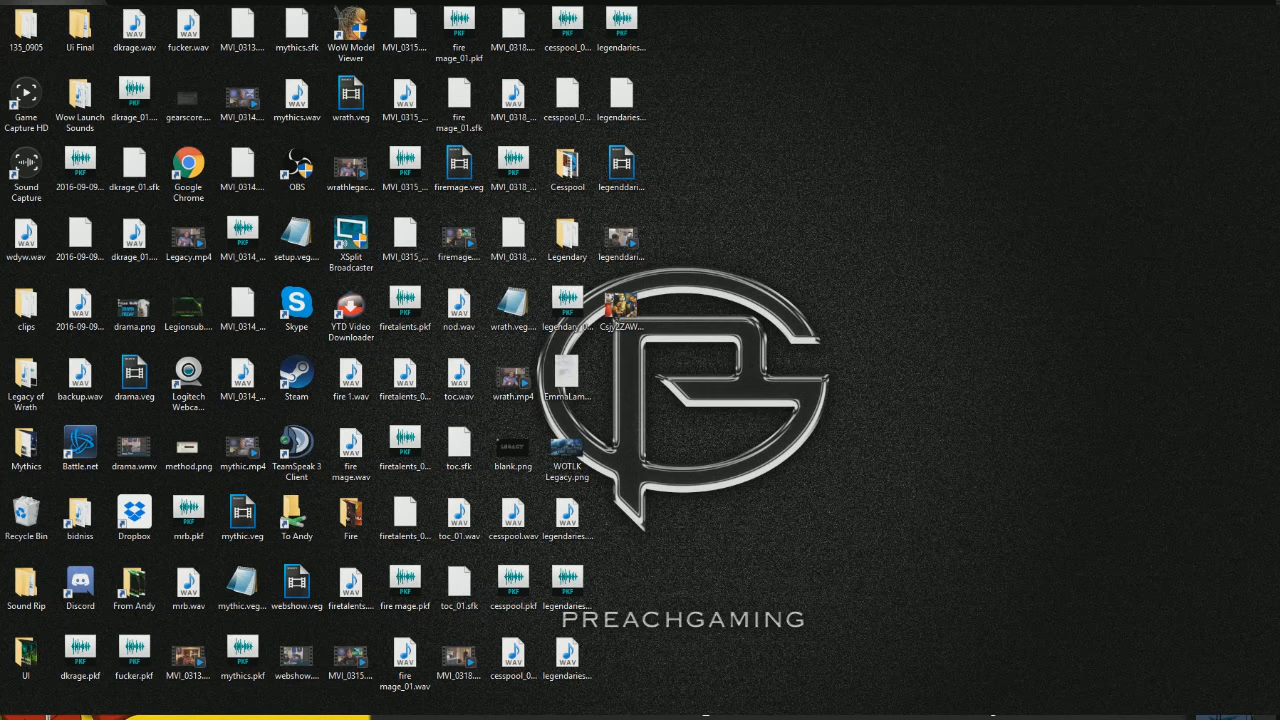 135_0905
Ui Final
dkrage.wav
fucker.wav
MVI_0313....
mythics.sfk
WoW Model
Viewer
MVI_0315....
fire
mage_01.pkf
MVI_0318....
cesspool_0...
legendaries...
Game
Capture HD
Wow Launch
Sounds
PKF
dkrage_01....
gearscore....
MVI_0314....
WAV
mythics.wav
wrath.veg
MVI_0315_...
fire
mage_01.sfk
MVI_0318_...
cesspool_0...
legendaries...
Sound
Capture
2016-09-09...
dkrage_01.sfk
Google
Chrome
MVI_0314....
OBS
wrathlegac...
MVI_0315_...
firemage.veg
MVI_0318_...
Cesspool
legenddari...
wdyw.wav
2016-09-09...
dkrage_01....
Legacy.mp4
MVI_0314_...
setup.veg....
XSplit
Broadcaster
MVI_0315_...
firemage....
MVI_0318_...
Legendary
legenddari...
clips
2016-09-09...
drama.png
Legionsub....
MVI_0314_...
Skype
YTD Video
Downloader
firetalents.pkf
nod.wav
wrath.veg....
legendary_0...
CsjyZZAW...
Legacy of
Wrath
backup.wav
drama.veg
Logitech
Webca...
MVI_0314_...
Steam
fire 1.wav
firetalents_0...
toc.wav
wrath.mp4
EmmaLam...
Mythics
Battle.net
drama.wmv
method.png
mythic.mp4
TeamSpeak 3
Client
fire
mage.wav
firetalents_0...
toc.sfk
blank.png
WOTLK
Legacy.png
Recycle Bin
bidniss
Dropbox
mrb.pkf
mythic.veg
To Andy
Fire
firetalents_0...
toc_01.wav
cesspool.wav
legendaries....
Sound Rip
Discord
From Andy
mrb.wav
mythic.veg...
webshow.veg
firetalents....
fire mage.pkf
toc_01.sfk
cesspool.pkf
legendaries....
UI
dkrage.pkf
fucker.pkf
MVI_0313....
mythics.pkf
webshow....
MVI_0315....
fire
mage_01.wav
MVI_0318....
cesspool_0...
legendaries...
PREACHGAMING